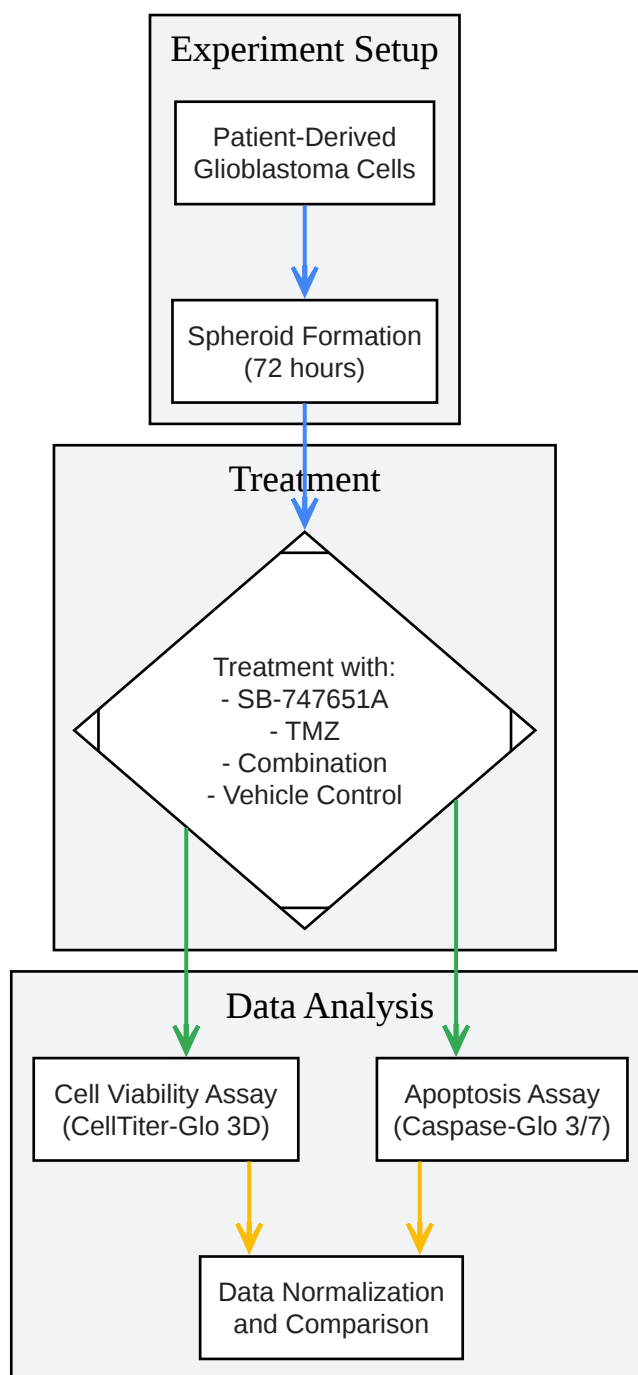 Experiment Setup
Patient-Derived
Glioblastoma Cells
Spheroid Formation
(72 hours)
Treatment
Treatment with:
- SB-747651A
- TMZ
- Combination
- Vehicle Control
Data Analysis
Cell Viability Assay
(CellTiter-Glo 3D)
Apoptosis Assay
(Caspase-Glo 3/7)
Data Normalization
and Comparison